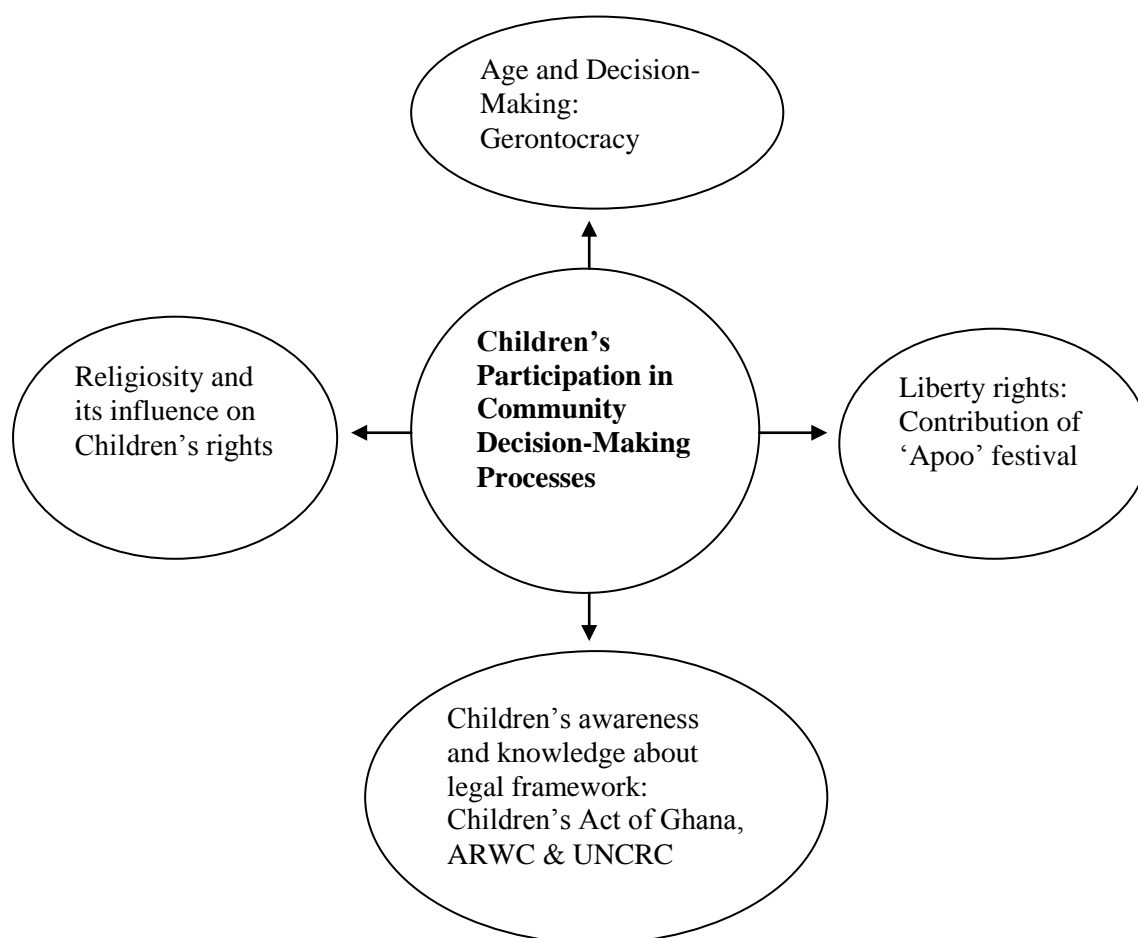 Age and Decision-
Making:
Gerontocracy
Religiosity and
its influence on
Children’s rights
Children’s
Participation in
Community
Decision-Making
Processes
Liberty rights:
Contribution of
‘Apoo’ festival
Children’s awareness
and knowledge about
legal framework:
Children’s Act of Ghana,
ARWC & UNCRC